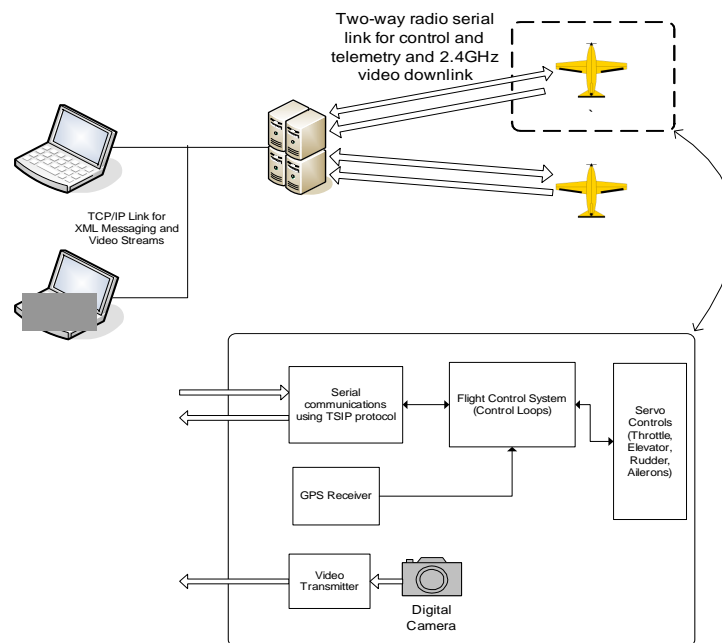 Two-way radio serial
link for control and
telemetry and 2.4GHz
video downlink
TCP/IP Link for
XML Messaging and
Video Streams
Serial
communications
using TSIP protocol
Flight Control System
(Control Loops)
Servo
Controls
(Throttle,
Elevator,
Rudder,
Ailerons)
GPS Receiver
Video
Transmitter
Digital
Camera